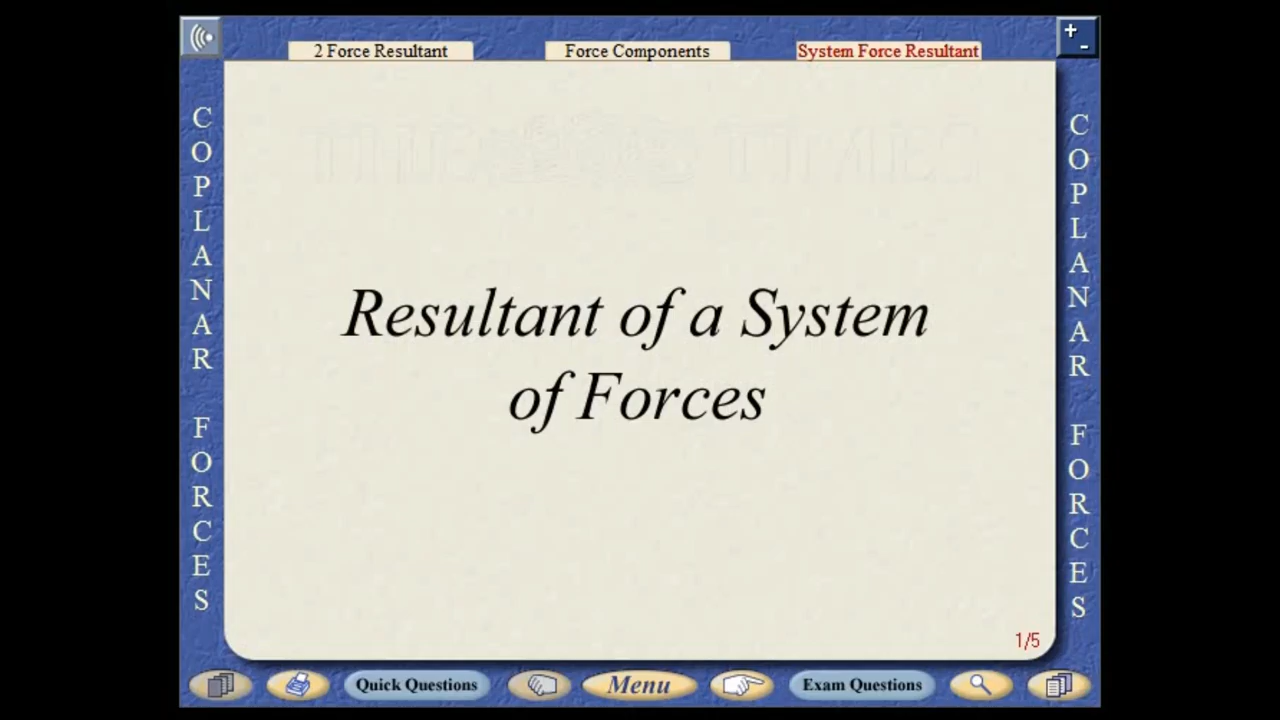 2 Force Resultant
Force Components
System Force Resultant
+
-
COPLANAR FORCES
Resultant of a System
of Forces
COPLANAR FORCES
1/5
Quick Questions
Menu
Exam Questions